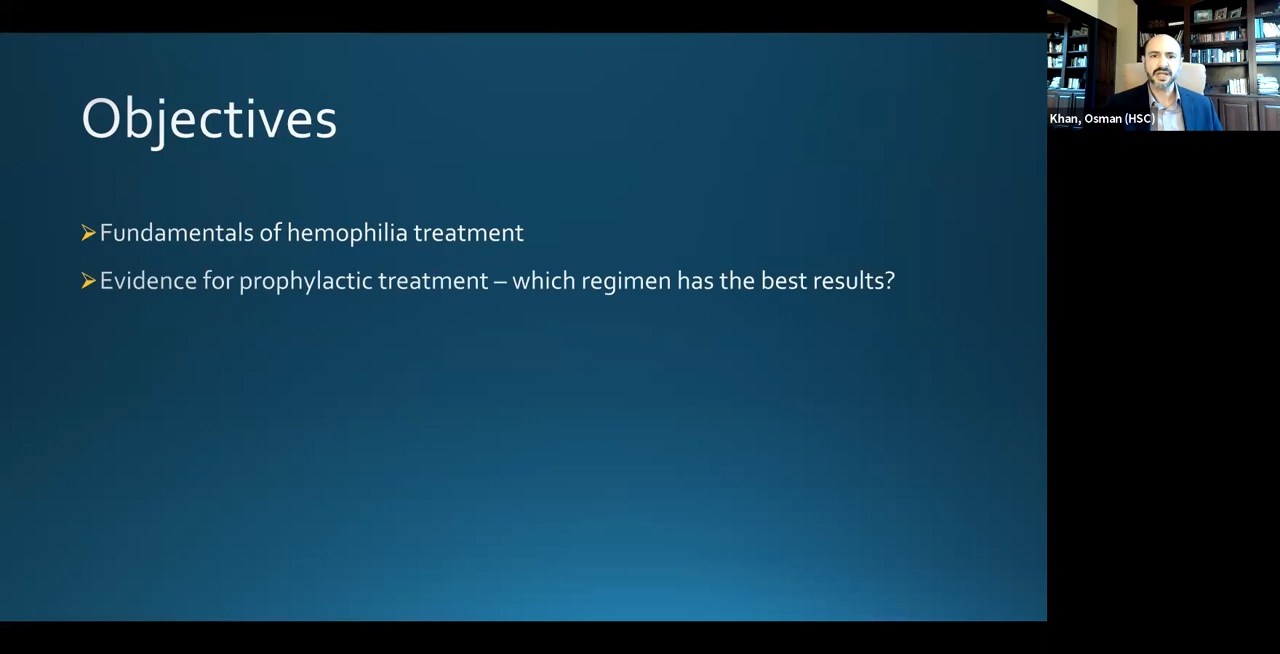 Objectives
Fundamentals of hemophilia treatment
Evidence for prophylactic treatment – which regimen has the best results?
Khan, Osman (HSC)